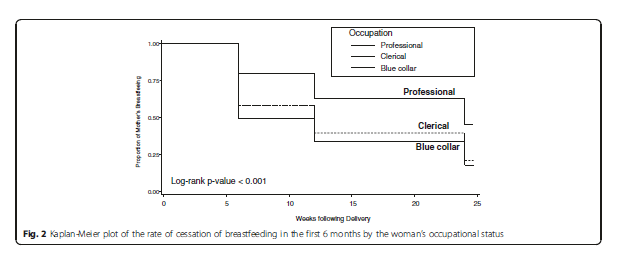 Occupation
Professional
Clerical
Blue collar
1.00
0.75
0.50
0.25
0.00
Proportion of Mother's Breastfeeding
Professional
Clerical
Blue collar
Log-rank p-value < 0.001
0 5 10 15 20 25
Weeks following Delivery
Fig. 2 Kaplan-Meier plot of the rate of cessation of breastfeeding in the first 6 months by the woman's occupational status